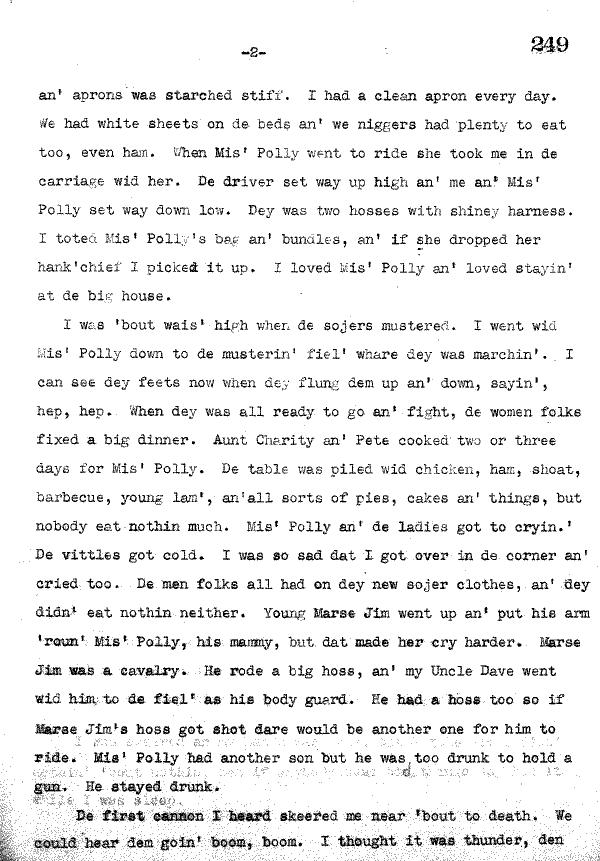 -2-
249
an' aprons was starched stiff. I had a clean apron every day.
We had white sheets on de beds an' we niggers had plenty to eat
too, even ham. When Mis' Polly went to ride she took me in de
carriage wid her. De driver set way up high an' me an' Mis'
Polly set way down low. Dey was two hosses with shiney harness.
I toted Mis' Polly's bag an' bundles, an' if she dropped her
hank'chief I picked it up. I loved Mis' Polly an' loved stayin'
at de big house.
I was 'bout wais' high when de sojers mustered. I went wid
Mis' Polly down to de musterin' fiel' whare dey was marchin'. I
can see dey feets now when dey flung dem up an' down, sayin',
hep, hep. When dey was all ready to go an' fight, de women folks
fixed a big dinner. Aunt Charity an' Pete cooked two or three
days for Mis' Polly. De table was piled wid chicken, ham, shoat,
barbecue, young lam', an'all sorts of pies, cakes an' things, but
nobody eat nothin much. Mis' Polly an' de ladies got to cryin.'
De vittles got cold. I was so sad dat I got over in de corner an'
cried too. De men folks all had on dey new sojer clothes, an' dey
didn' eat nothin neither. Young Marse Jim went up an' put his arm
'roun' Mis' Polly, his mammy, but dat made her cry harder. Marse
Jim was a cavalry. He rode a big hoss, an' my Uncle Dave went
wid him to de fiel' as his body guard. He had a hoss too so if
Marse Jim's hoss got shot dare would be another one for him to
ride. Mis' Polly had another son but he was too drunk to hold a
gun. He stayed drunk.
while I was sleep.
De first cannon I heard skeered me near 'bout to death. We
could hear dem goin' boom, boom. I thought it was thunder, den